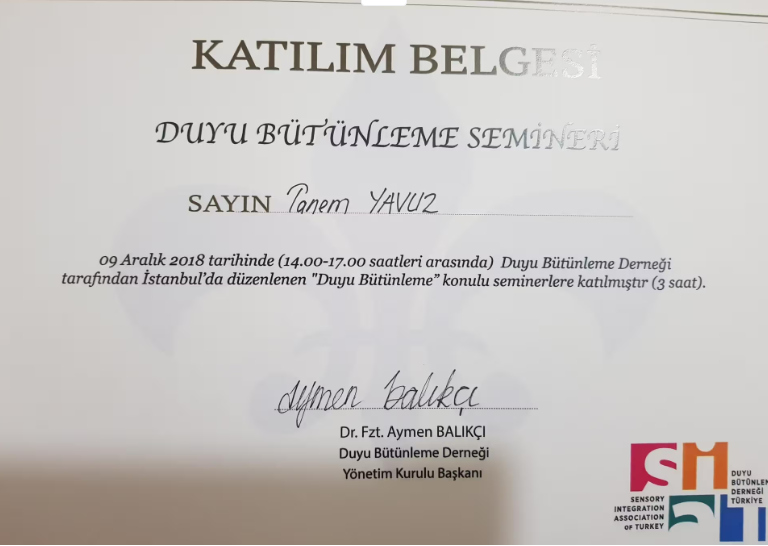 KATILIM BELGESİ
DUYU BÜTÜNLEME SEMİNERİ
SAYIN Tanem YAVUZ
09 Aralık 2018 tarihinde (14.00-17.00 saatleri arasında) Duyu Bütünleme Derneği
tarafından İstanbul'da düzenlenen "Duyu Bütünleme" konulu seminerlere katılmıştır (3 saat).
Aymen Balıkçı
Dr. Fzt. Aymen BALIKÇI
Duyu Bütünleme Derneği
Yönetim Kurulu Başkanı
DUYU
BÜTÜNLEM
DERNEĞİ
TÜRKİYE
SENSORY
INTEGRATION
ASSOCIATION
OF TURKEY